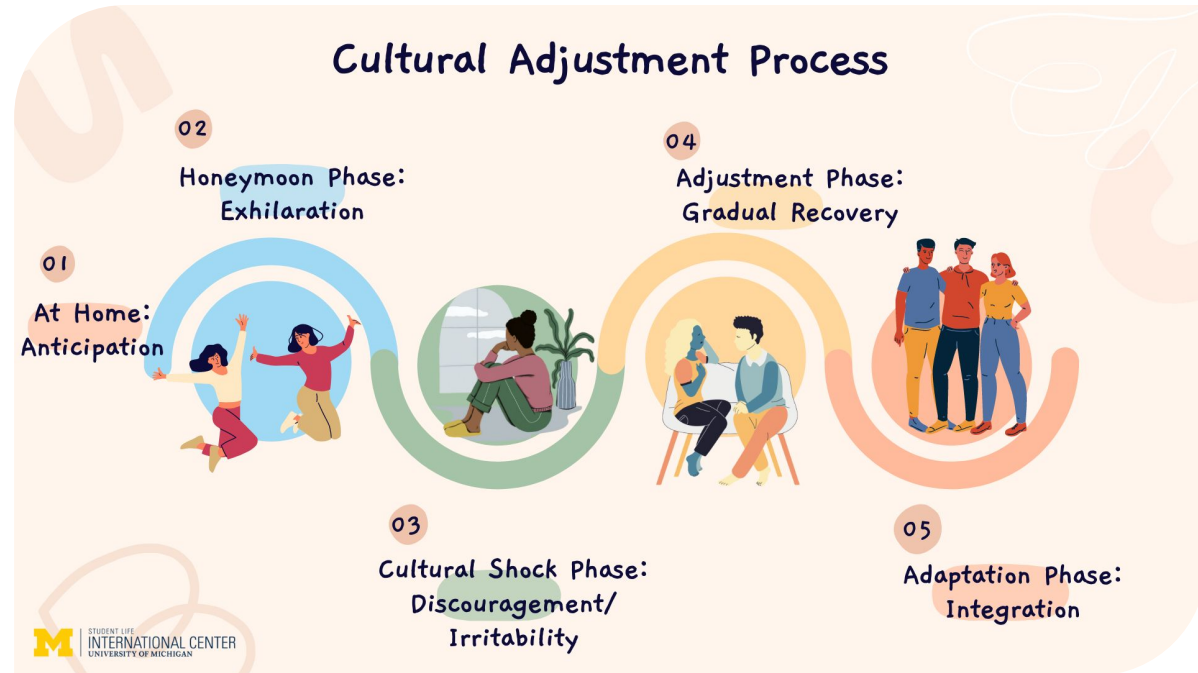 Cultural Adjustment Process
01
At Home:
Anticipation
02
Honeymoon Phase:
Exhilaration
03
Cultural Shock Phase:
Discouragement/
Irritability
04
Adjustment Phase:
Gradual Recovery
05
Adaptation Phase:
Integration
M
STUDENT LIFE
INTERNATIONAL CENTER
UNIVERSITY OF MICHIGAN